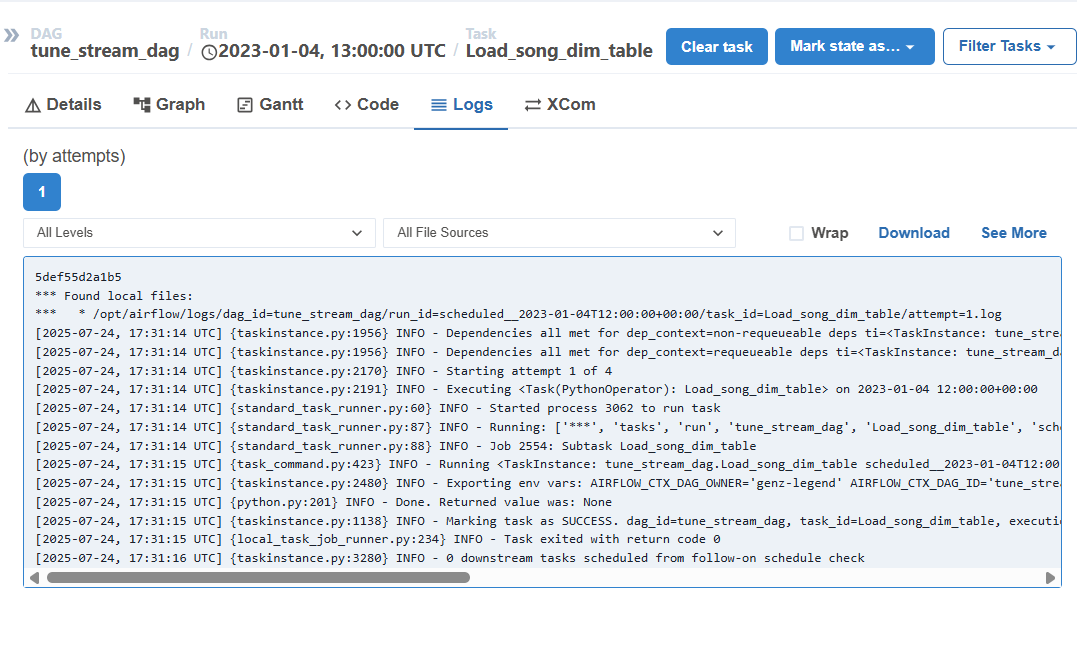 DAG
tune_stream_dag / Run 2023-01-04, 13:00:00 UTC / Task Load_song_dim_table
Clear task
Mark state as…
Filter Tasks
Details
Graph
Gantt
Code
Logs
XCom
(by attempts)
1
All Levels
All File Sources
Wrap
Download
See More
5def55d2a1b5
*** Found local files:
***   * /opt/airflow/logs/dag_id=tune_stream_dag/run_id=scheduled__2023-01-04T12:00:00+00:00/task_id=Load_song_dim_table/attempt=1.log
[2025-07-24, 17:31:14 UTC] {taskinstance.py:1956} INFO - Dependencies all met for dep_context=non-requeueable deps ti=<TaskInstance: tune_strea
[2025-07-24, 17:31:14 UTC] {taskinstance.py:1956} INFO - Dependencies all met for dep_context=requeueable deps ti=<TaskInstance: tune_stream_da
[2025-07-24, 17:31:14 UTC] {taskinstance.py:2170} INFO - Starting attempt 1 of 4
[2025-07-24, 17:31:14 UTC] {taskinstance.py:2191} INFO - Executing <Task(PythonOperator): Load_song_dim_table> on 2023-01-04 12:00:00+00:00
[2025-07-24, 17:31:14 UTC] {standard_task_runner.py:60} INFO - Started process 3062 to run task
[2025-07-24, 17:31:14 UTC] {standard_task_runner.py:87} INFO - Running: ['***', 'tasks', 'run', 'tune_stream_dag', 'Load_song_dim_table', 'sche
[2025-07-24, 17:31:14 UTC] {standard_task_runner.py:88} INFO - Job 2554: Subtask Load_song_dim_table
[2025-07-24, 17:31:15 UTC] {task_command.py:423} INFO - Running <TaskInstance: tune_stream_dag.Load_song_dim_table scheduled__2023-01-04T12:00
[2025-07-24, 17:31:15 UTC] {taskinstance.py:2480} INFO - Exporting env vars: AIRFLOW_CTX_DAG_OWNER='genz-legend' AIRFLOW_CTX_DAG_ID='tune_strea
[2025-07-24, 17:31:15 UTC] {python.py:201} INFO - Done. Returned value was: None
[2025-07-24, 17:31:15 UTC] {taskinstance.py:1138} INFO - Marking task as SUCCESS. dag_id=tune_stream_dag, task_id=Load_song_dim_table, executio
[2025-07-24, 17:31:15 UTC] {local_task_job_runner.py:234} INFO - Task exited with return code 0
[2025-07-24, 17:31:16 UTC] {taskinstance.py:3280} INFO - 0 downstream tasks scheduled from follow-on schedule check